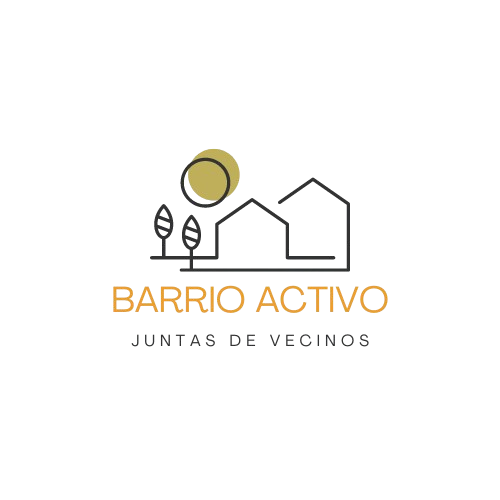 BARRIO ACTIVO
JUNTAS DE VECINOS